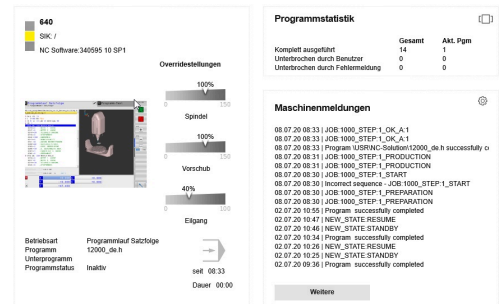 640
SIK: /
NC Software:340595 10 SP1
Overridestellungen
100%
0 150
Spindel
100%
0 150
Vorschub
40%
0 100
Eilgang
Betriebsart Programmlauf Satzfolge
Programm 12000_de.h
Unterprogramm
Programmstatus Inaktiv
seit 08:33
Dauer 00:00
Programmstatistik
Gesamt Akt. Pgm
Komplett ausgeführt 14 1
Unterbrochen durch Benutzer 0 0
Unterbrochen durch Fehlermeldung 0 0
Maschinenmeldungen
08.07.20 08:33 | JOB:1000_STEP:1_OK_A:1
08.07.20 08:33 | JOB:1000_STEP:1_OK_A:1
08.07.20 08:33 | Program \USR\NC-Solution\12000_de.h successfully c
08.07.20 08:31 | JOB:1000_STEP:1_PRODUCTION
08.07.20 08:31 | JOB:1000_STEP:1_PRODUCTION
08.07.20 08:30 | JOB:1000_STEP:1_START
08.07.20 08:30 | Incorrect sequence - JOB:1000_STEP:1_START
08.07.20 08:30 | JOB:1000_STEP:1_PREPARATION
08.07.20 08:30 | JOB:1000_STEP:1_PREPARATION
02.07.20 10:55 | Program successfully completed
02.07.20 10:47 | NEW_STATE:RESUME
02.07.20 10:46 | NEW_STATE:STANDBY
02.07.20 10:34 | Program successfully completed
02.07.20 10:26 | NEW_STATE:RESUME
02.07.20 10:25 | NEW_STATE:STANDBY
02.07.20 09:36 | Program successfully completed
Weitere